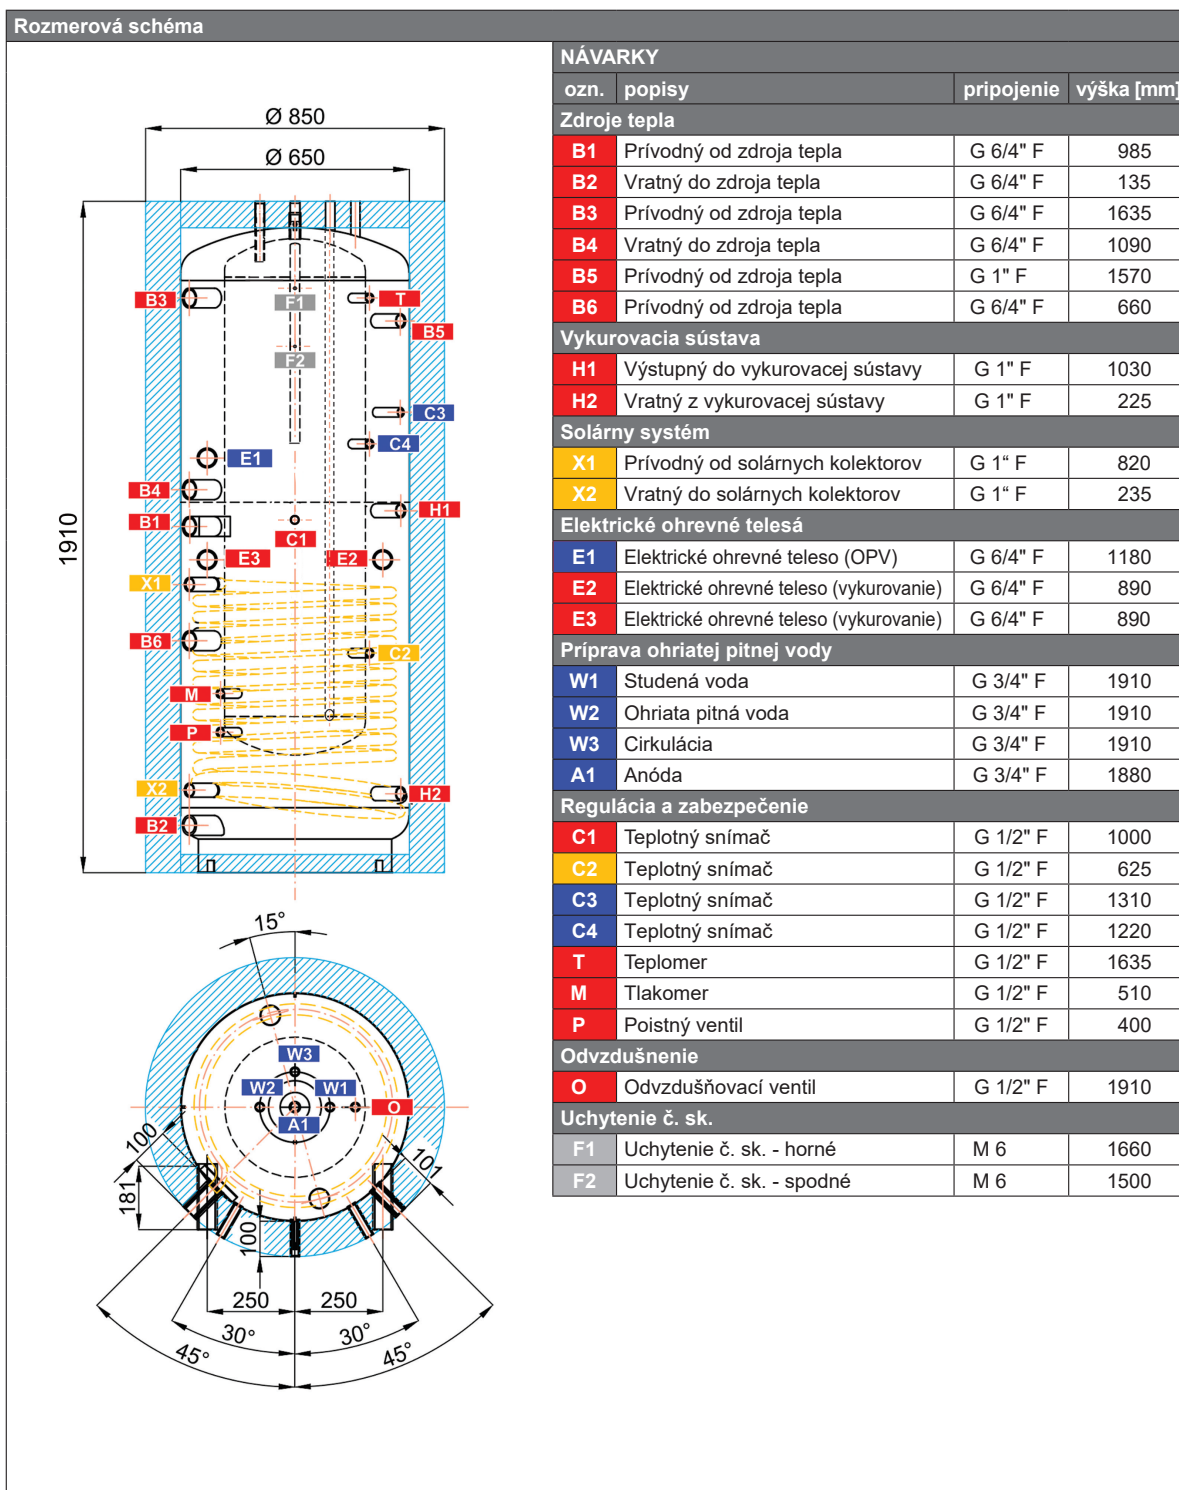 Rozmerová schéma
NÁVARKY
ozn. popisy pripojenie výška [mm]
Zdroje tepla
B1 Prívodný od zdroja tepla G 6/4" F 985
B2 Vratný do zdroja tepla G 6/4" F 135
B3 Prívodný od zdroja tepla G 6/4" F 1635
B4 Vratný do zdroja tepla G 6/4" F 1090
B5 Prívodný od zdroja tepla G 1" F 1570
B6 Prívodný od zdroja tepla G 6/4" F 660
Vykurovacia sústava
H1 Výstupný do vykurovacej sústavy G 1" F 1030
H2 Vratný z vykurovacej sústavy G 1" F 225
Solárny systém
X1 Prívodný od solárnych kolektorov G 1“ F 820
X2 Vratný do solárnych kolektorov G 1“ F 235
Elektrické ohrevné telesá
E1 Elektrické ohrevné teleso (OPV) G 6/4" F 1180
E2 Elektrické ohrevné teleso (vykurovanie) G 6/4" F 890
E3 Elektrické ohrevné teleso (vykurovanie) G 6/4" F 890
Príprava ohriatej pitnej vody
W1 Studená voda G 3/4" F 1910
W2 Ohriata pitná voda G 3/4" F 1910
W3 Cirkulácia G 3/4" F 1910
A1 Anóda G 3/4" F 1880
Regulácia a zabezpečenie
C1 Teplotný snímač G 1/2" F 1000
C2 Teplotný snímač G 1/2" F 625
C3 Teplotný snímač G 1/2" F 1310
C4 Teplotný snímač G 1/2" F 1220
T Teplomer G 1/2" F 1635
M Tlakomer G 1/2" F 510
P Poistný ventil G 1/2" F 400
Odvzdušnenie
O Odvzdušňovací ventil G 1/2" F 1910
Uchytenie č. sk.
F1 Uchytenie č. sk. - horné M 6 1660
F2 Uchytenie č. sk. - spodné M 6 1500
Ø 850
Ø 650
1910
B3 F1 T
B5
F2
C3
C4
E1
B4
H1
B1
C1
E3 E2
X1
B6
C2
M
P
X2
H2
B2
15°
W3
W2 W1
A1 O
100
101
181
100
250 250
30° 30°
45° 45°